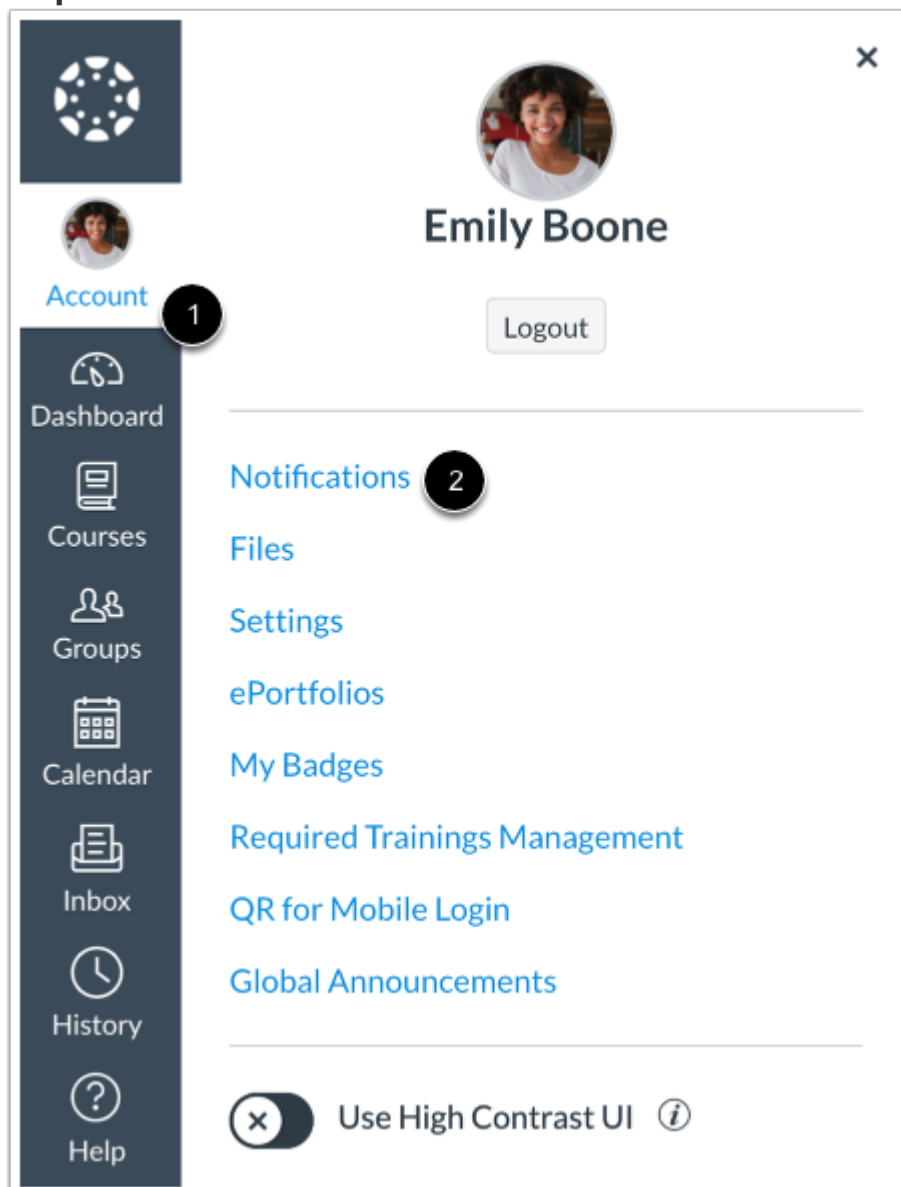 Emily Boone
Account
1
Logout
Dashboard
Notifications 2
Courses
Files
Groups
Settings
ePortfolios
Calendar
My Badges
Required Trainings Management
Inbox
QR for Mobile Login
Global Announcements
History
Use High Contrast UI i
Help